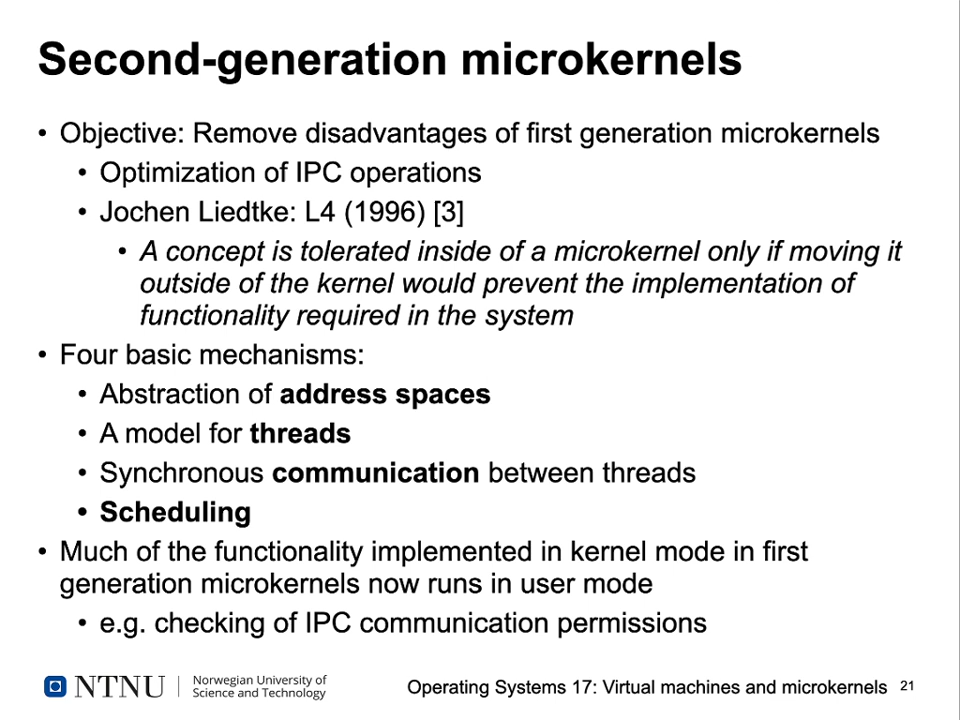 Second-generation microkernels
• Objective: Remove disadvantages of first generation microkernels
• Optimization of IPC operations
• Jochen Liedtke: L4 (1996) [3]
• A concept is tolerated inside of a microkernel only if moving it
outside of the kernel would prevent the implementation of
functionality required in the system
• Four basic mechanisms:
• Abstraction of address spaces
• A model for threads
• Synchronous communication between threads
• Scheduling
• Much of the functionality implemented in kernel mode in first
generation microkernels now runs in user mode
• e.g. checking of IPC communication permissions
NTNU
Norwegian University of
Science and Technology
Operating Systems 17: Virtual machines and microkernels 21